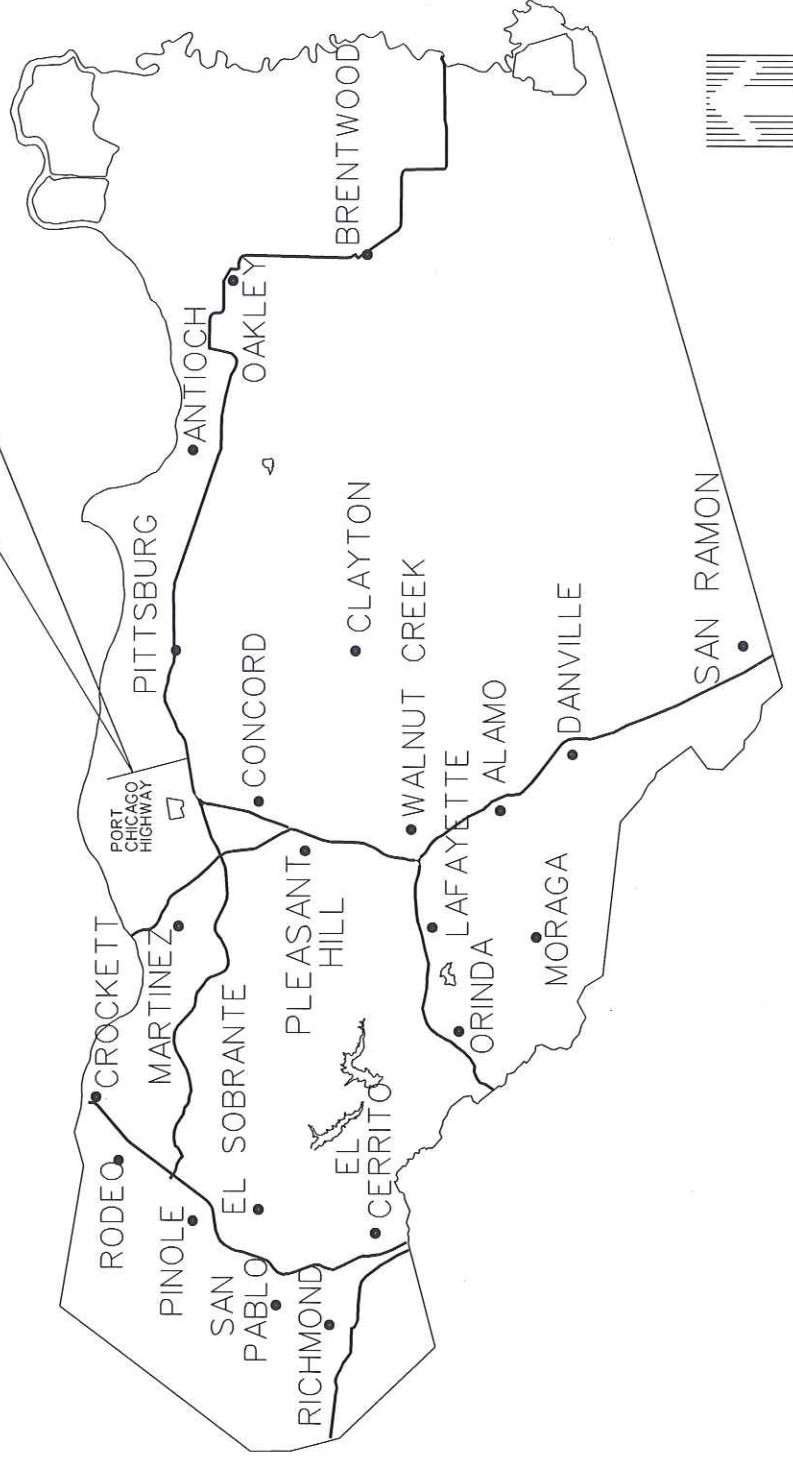 CROCKETT
RODEO
MARTINEZ
PINOLE
EL SOBRANTE
SAN
PABLO
RICHMOND
EL
CERRITO
PORT
CHICAGO
HIGHWAY
PITTSBURG
ANTIOCH
OAKLEY
BRENTWOOD
CONCORD
PLEASANT
HILL
CLAYTON
WALNUT CREEK
LAFAYETTE
ORINDA
ALAMO
MORAGA
DANVILLE
SAN RAMON